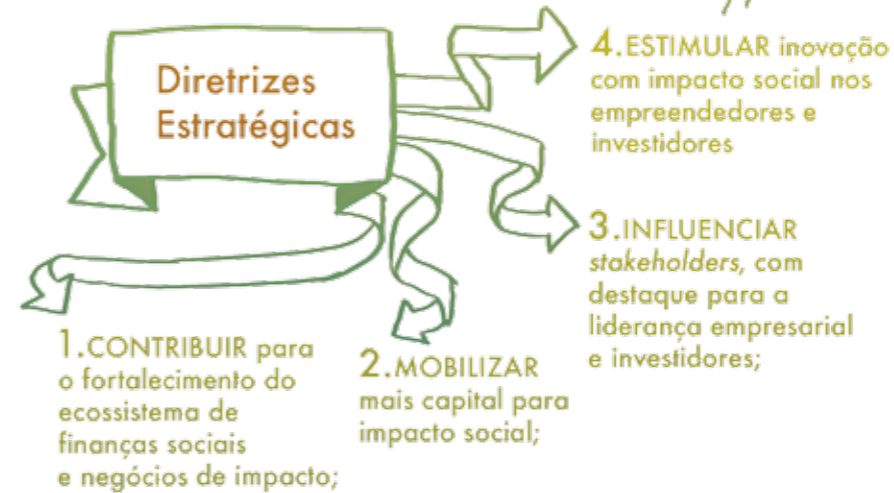 Diretrizes
Estratégicas
1.CONTRIBUIR para
o fortalecimento do
ecossistema de
finanças sociais
e negócios de impacto;
2.MOBILIZAR
mais capital para
impacto social;
3.INFLUENCIAR
stakeholders, com
destaque para a
liderança empresarial
e investidores;
4.ESTIMULAR inovação
com impacto social nos
empreendedores e
investidores